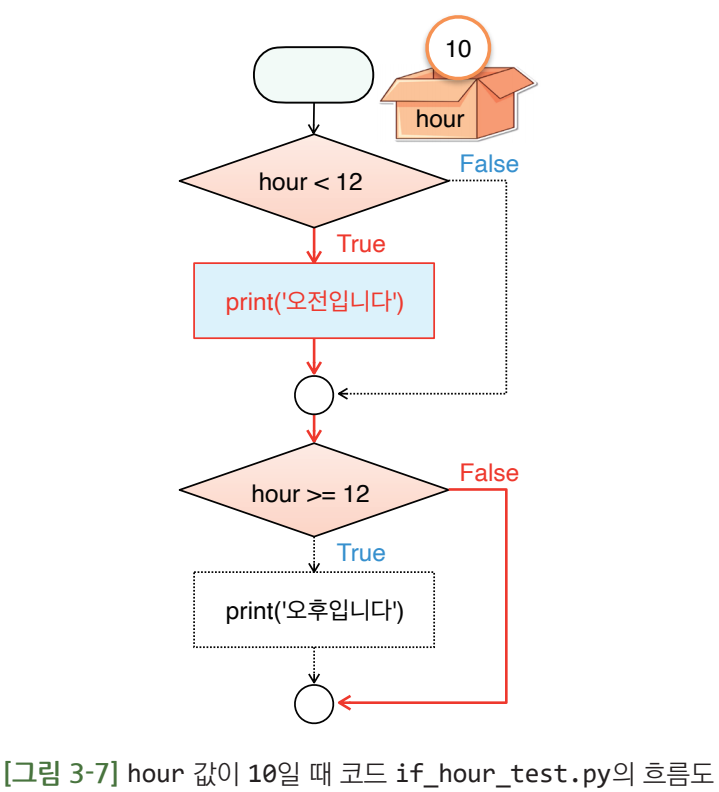 10
hour
hour < 12
False
True
print('오전입니다')
hour >= 12
False
True
print('오후입니다')
[그림 3-7] hour 값이 10일 때 코드 if_hour_test.py의 흐름도